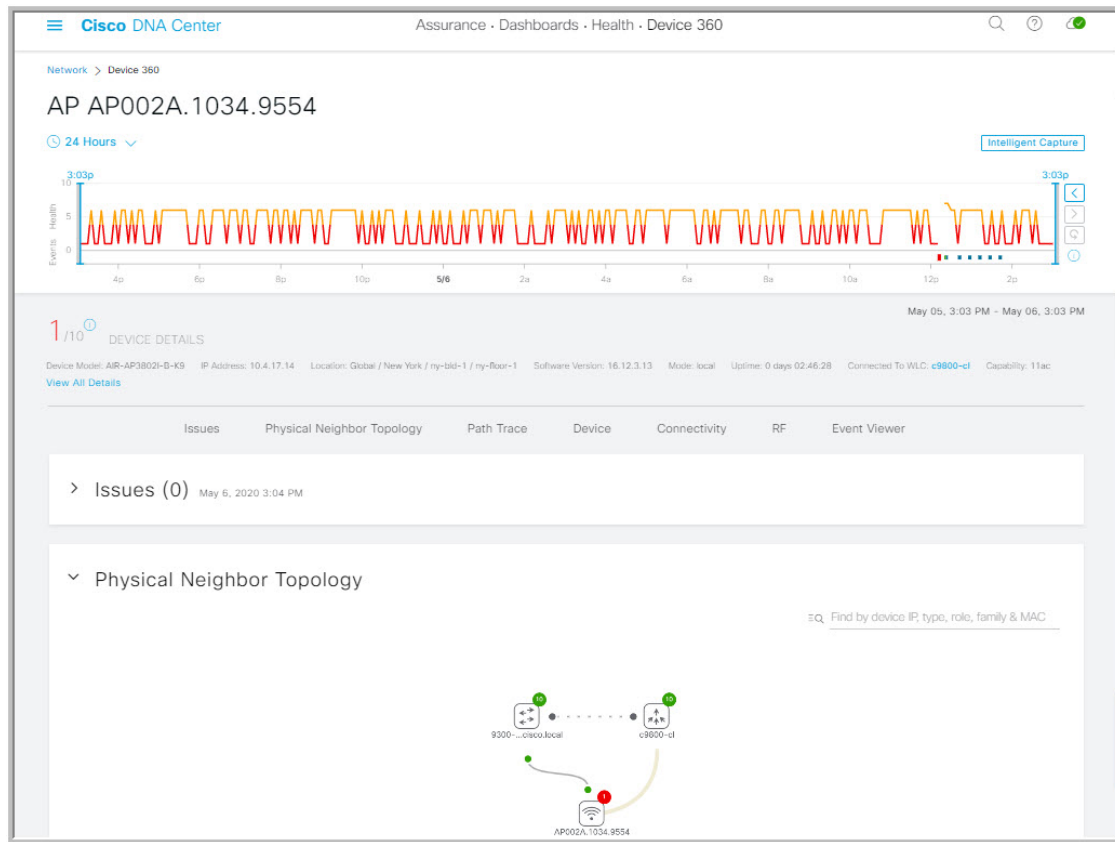 Cisco DNA Center
Assurance · Dashboards · Health · Device 360
Network > Device 360
AP AP002A.1034.9554
24 Hours
Intelligent Capture
3:03p 3:03p
10
5
0
Health
Events
4p 6p 8p 10p 5/6 2a 4a 6a 8a 10a 12p 2p
May 05, 3:03 PM - May 06, 3:03 PM
1/10 DEVICE DETAILS
Device Model: AIR-AP3802I-B-K9 IP Address: 10.4.17.14 Location: Global / New York / ny-bld-1 / ny-floor-1 Software Version: 16.12.3.13 Mode: local Uptime: 0 days 02:46:28 Connected To WLC: c9800-cl Capability: 11ac
View All Details
Issues Physical Neighbor Topology Path Trace Device Connectivity RF Event Viewer
Issues (0) May 6, 2020 3:04 PM
Physical Neighbor Topology
Find by device IP, type, role, family & MAC
10 10
9300-...cisco.local c9800-cl
1
AP002A.1034.9554